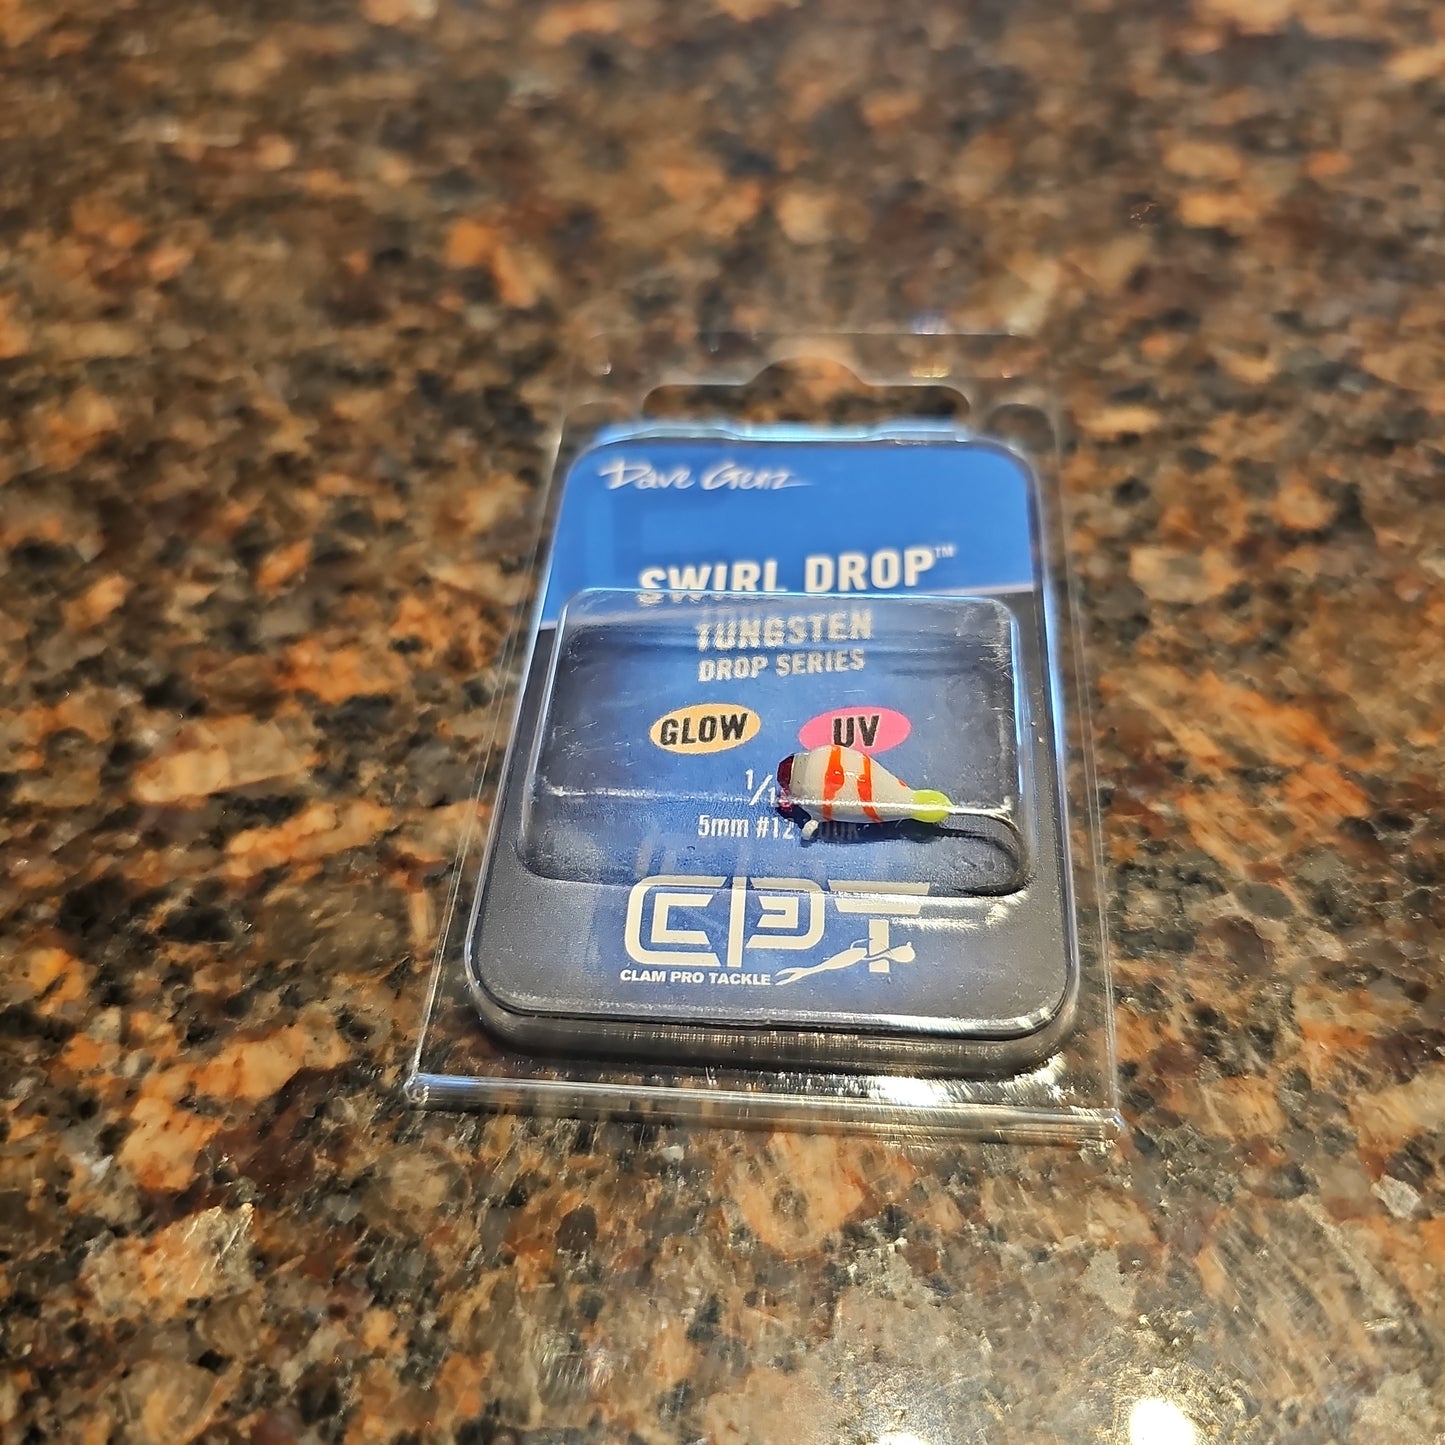 Dave Genz
SWIRL DROP™
TUNGSTEN
DROP SERIES
GLOW UV
5mm #12
CPT
CLAM PRO TACKLE